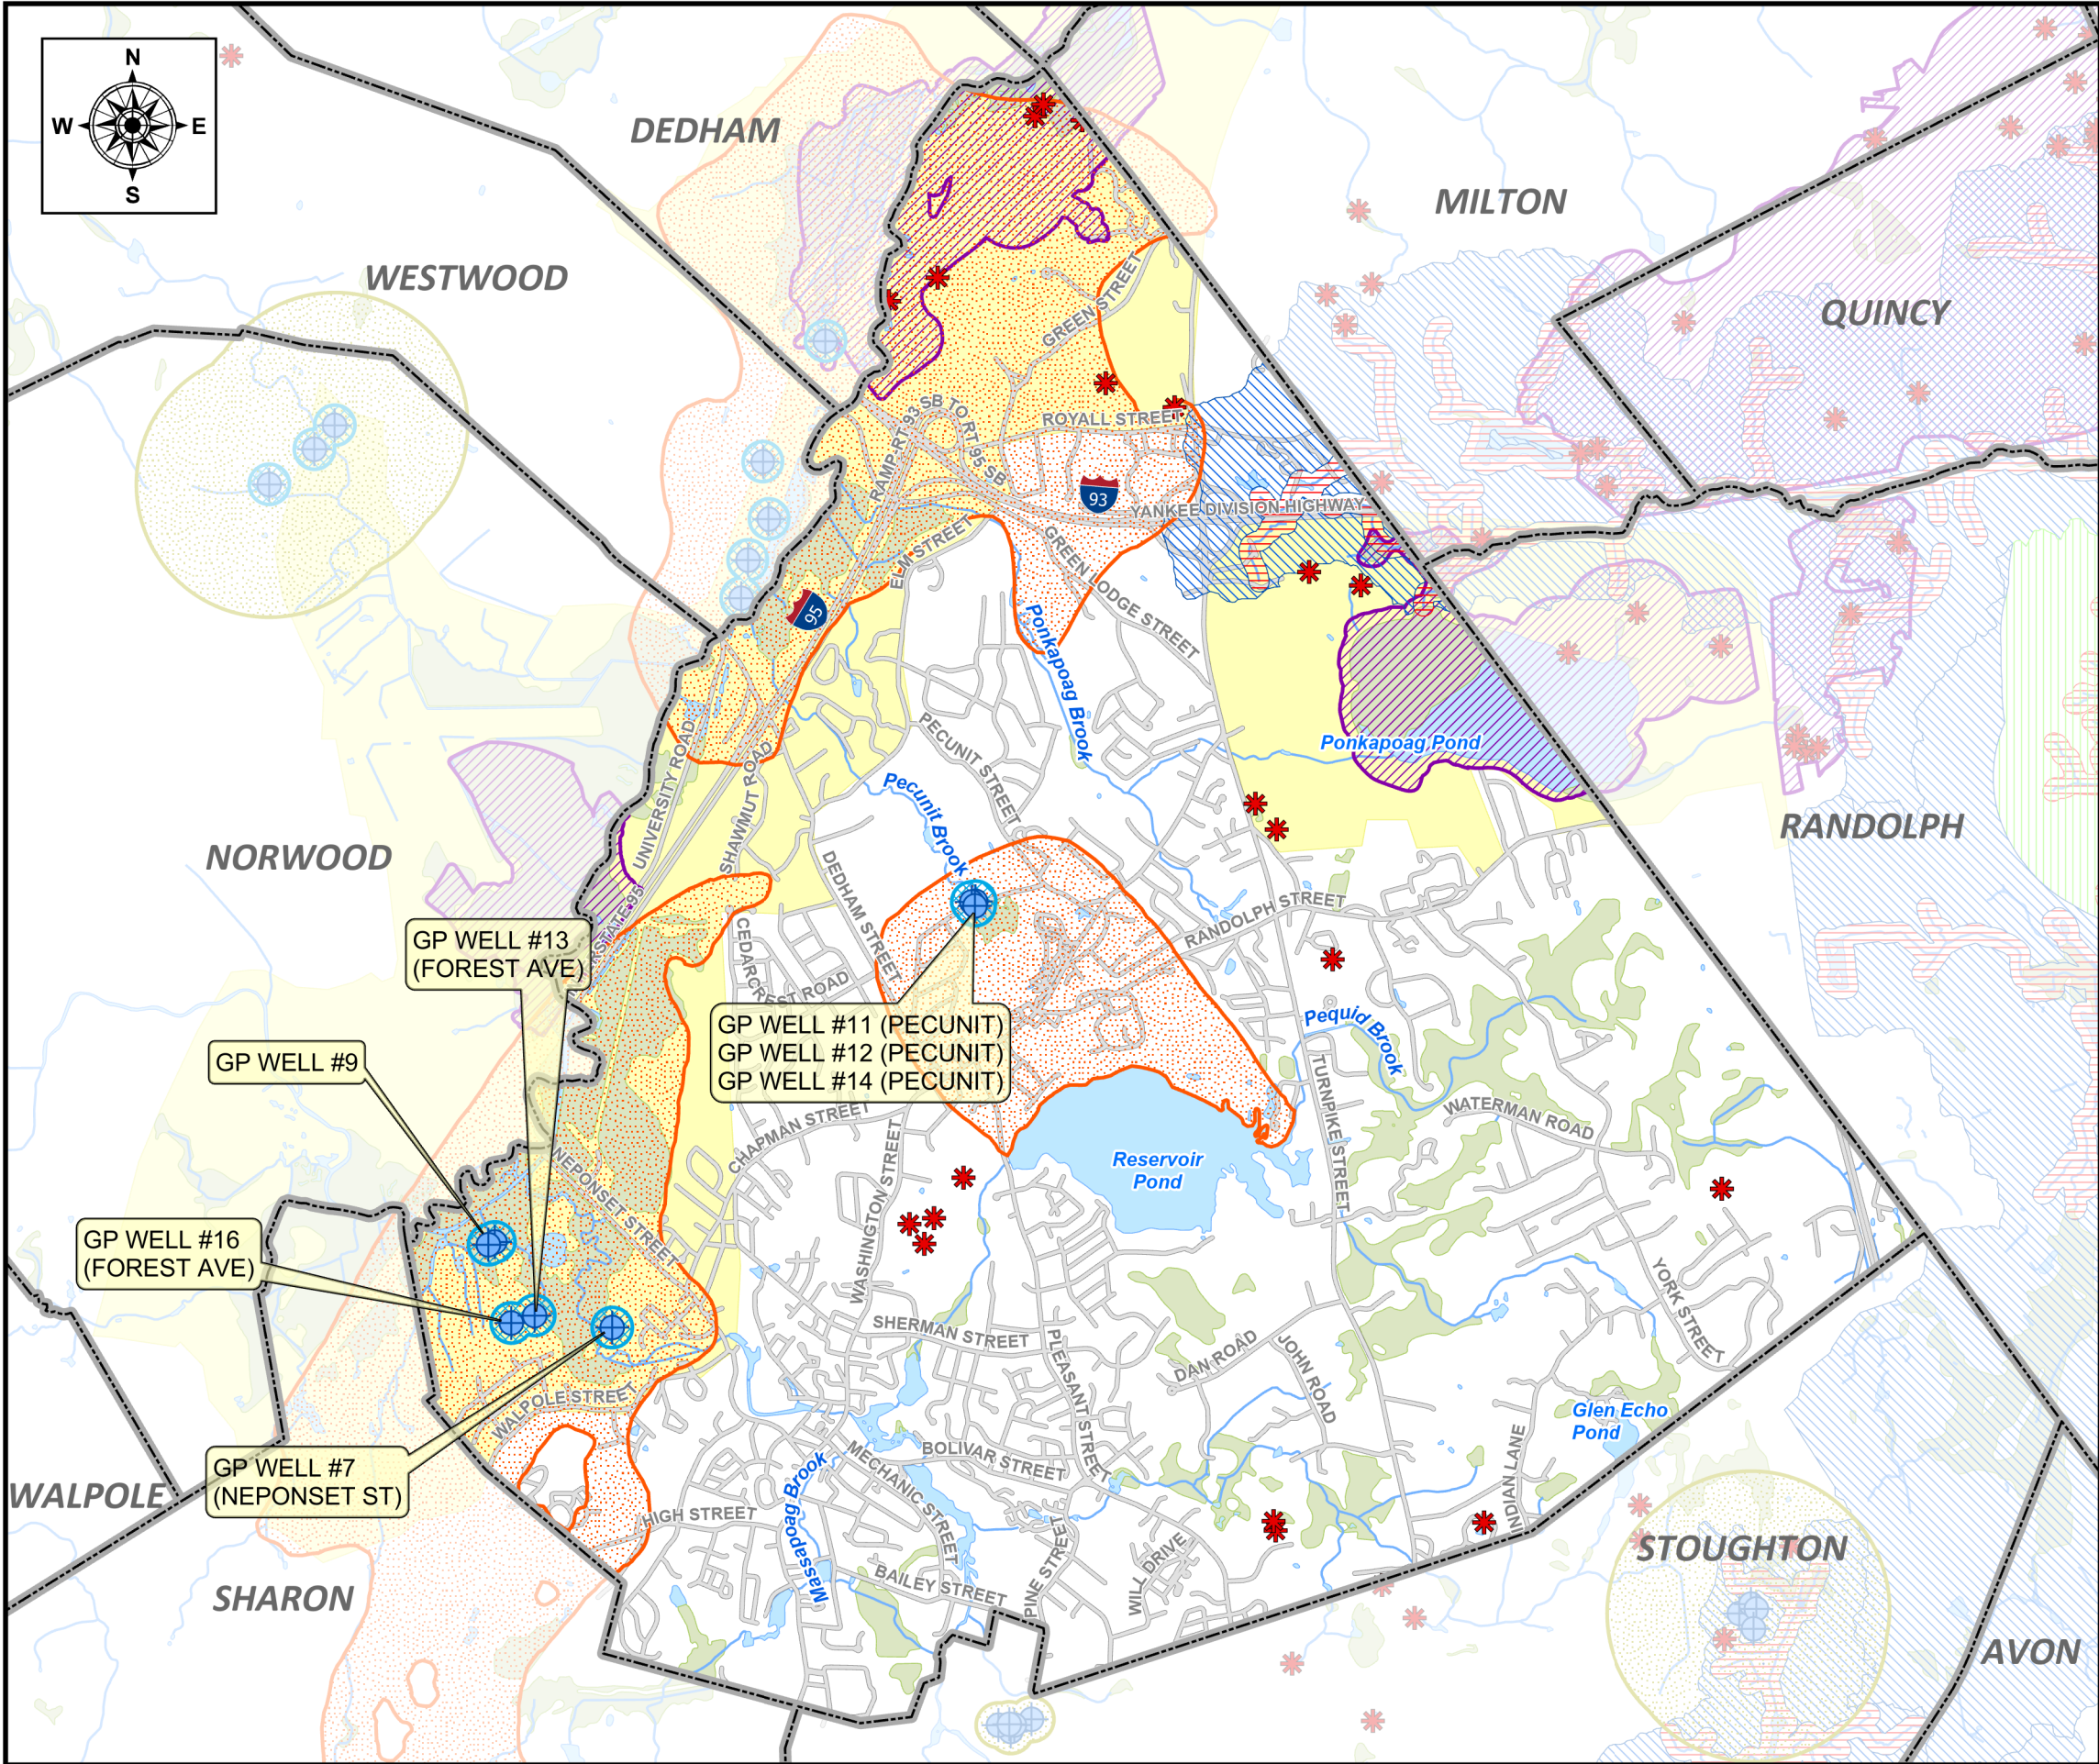 N
W
E
S
DEDHAM
MILTON
WESTWOOD
QUINCY
GREEN STREET
RAMP-RT 93 SB TO RT 95 SB
ROYALL STREET
93
YANKEE DIVISION HIGHWAY
ELM STREET
GREEN LODGE STREET
95
Ponkapoag Brook
PECUNIT STREET
Ponkapoag Pond
UNIVERSITY ROAD
SHAWMUT ROAD
Pecunit Brook
NORWOOD
RANDOLPH
DEDHAM STREET
RSTATE 95
RANDOLPH STREET
GP WELL #13
(FOREST AVE)
CEDARCREST ROAD
GP WELL #11 (PECUNIT)
GP WELL #12 (PECUNIT)
GP WELL #14 (PECUNIT)
Pequid Brook
GP WELL #9
TURNPIKE STREET
CHAPMAN STREET
WATERMAN ROAD
Reservoir
Pond
NEPONSET STREET
WASHINGTON STREET
GP WELL #16
(FOREST AVE)
YORK STREET
SHERMAN STREET
PLEASANT STREET
DAN ROAD
JOHN ROAD
WALPOLE STREET
Glen Echo
Pond
GP WELL #7
(NEPONSET ST)
BOLIVAR STREET
MECHANIC STREET
Massapoag Brook
INDIAN LANE
WALPOLE
HIGH STREET
STOUGHTON
PINE STREET
WILL DRIVE
BAILEY STREET
SHARON
AVON